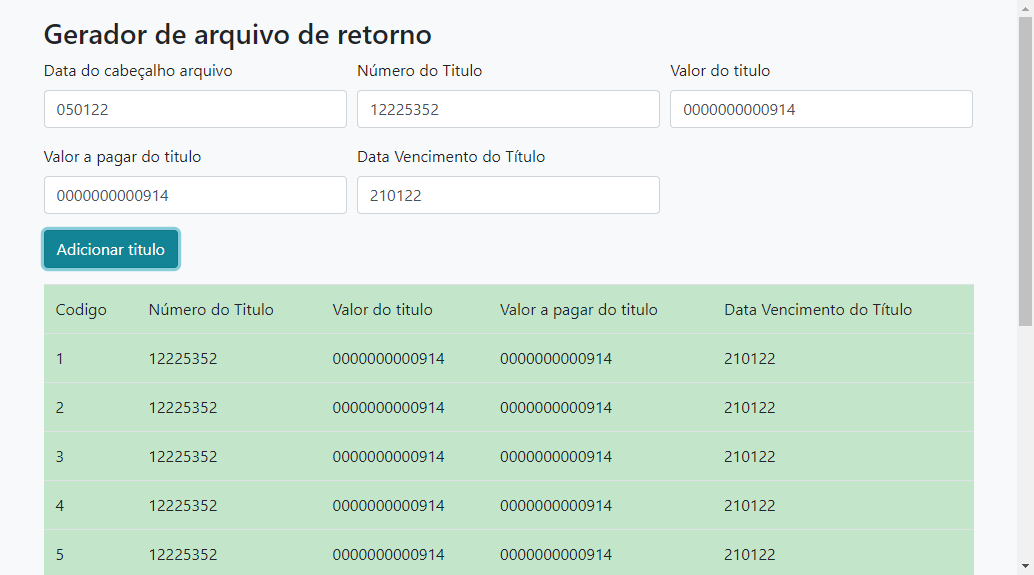 Gerador de arquivo de retorno
Data do cabeçalho arquivo Número do Titulo Valor do titulo
050122 12225352 0000000000914
Valor a pagar do titulo Data Vencimento do Título
0000000000914 210122
Adicionar titulo
Codigo Número do Titulo Valor do titulo Valor a pagar do titulo Data Vencimento do Título
1 12225352 0000000000914 0000000000914 210122
2 12225352 0000000000914 0000000000914 210122
3 12225352 0000000000914 0000000000914 210122
4 12225352 0000000000914 0000000000914 210122
5 12225352 0000000000914 0000000000914 210122